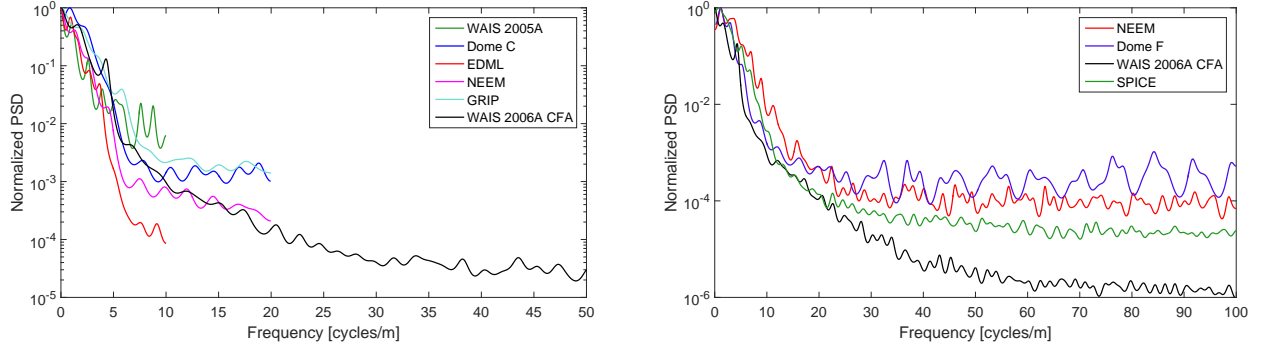 Normalized PSD
10^0
10^-1
10^-2
10^-3
10^-4
10^-5
0 5 10 15 20 25 30 35 40 45 50
Frequency [cycles/m]
WAIS 2005A
Dome C
EDML
NEEM
GRIP
WAIS 2006A CFA
Normalized PSD
10^0
10^-2
10^-4
10^-6
0 10 20 30 40 50 60 70 80 90 100
Frequency [cycles/m]
NEEM
Dome F
WAIS 2006A CFA
SPICE